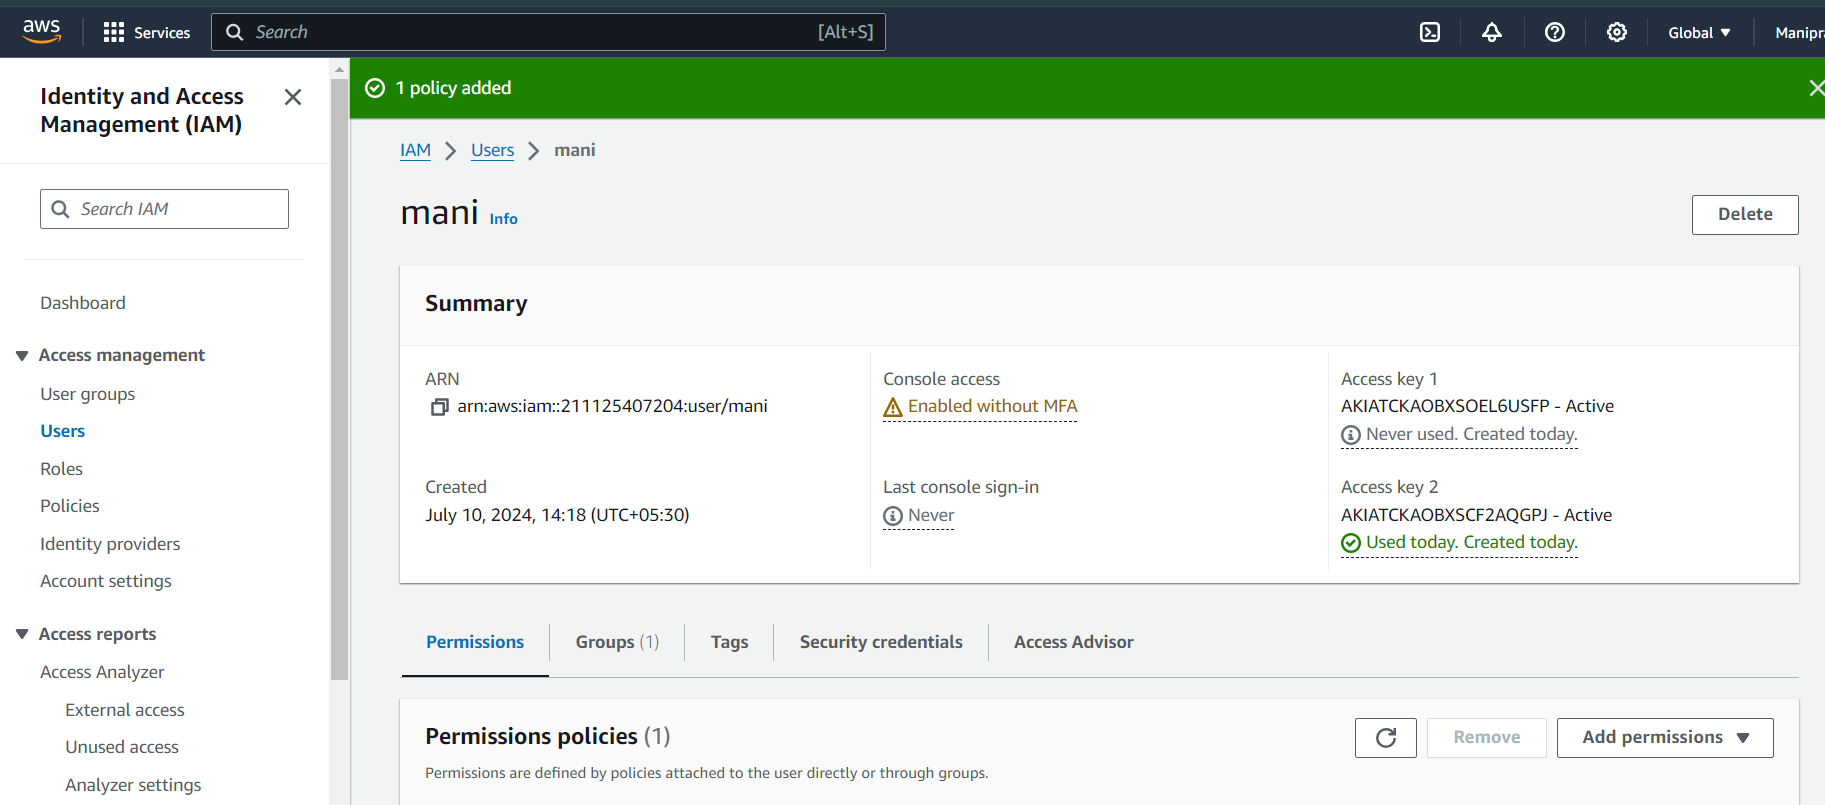 aws
Services
Search
[Alt+S]
Global
Manipra
Identity and Access
Management (IAM)
Search IAM
Dashboard
Access management
User groups
Users
Roles
Policies
Identity providers
Account settings
Access reports
Access Analyzer
External access
Unused access
Analyzer settings
1 policy added
IAM
Users
mani
mani Info
Delete
Summary
ARN
arn:aws:iam::211125407204:user/mani
Console access
Enabled without MFA
Access key 1
AKIATCKAOBXSOEL6USFP - Active
Never used. Created today.
Created
July 10, 2024, 14:18 (UTC+05:30)
Last console sign-in
Never
Access key 2
AKIATCKAOBXSCF2AQGPJ - Active
Used today. Created today.
Permissions
Groups (1)
Tags
Security credentials
Access Advisor
Permissions policies (1)
Remove
Add permissions
Permissions are defined by policies attached to the user directly or through groups.